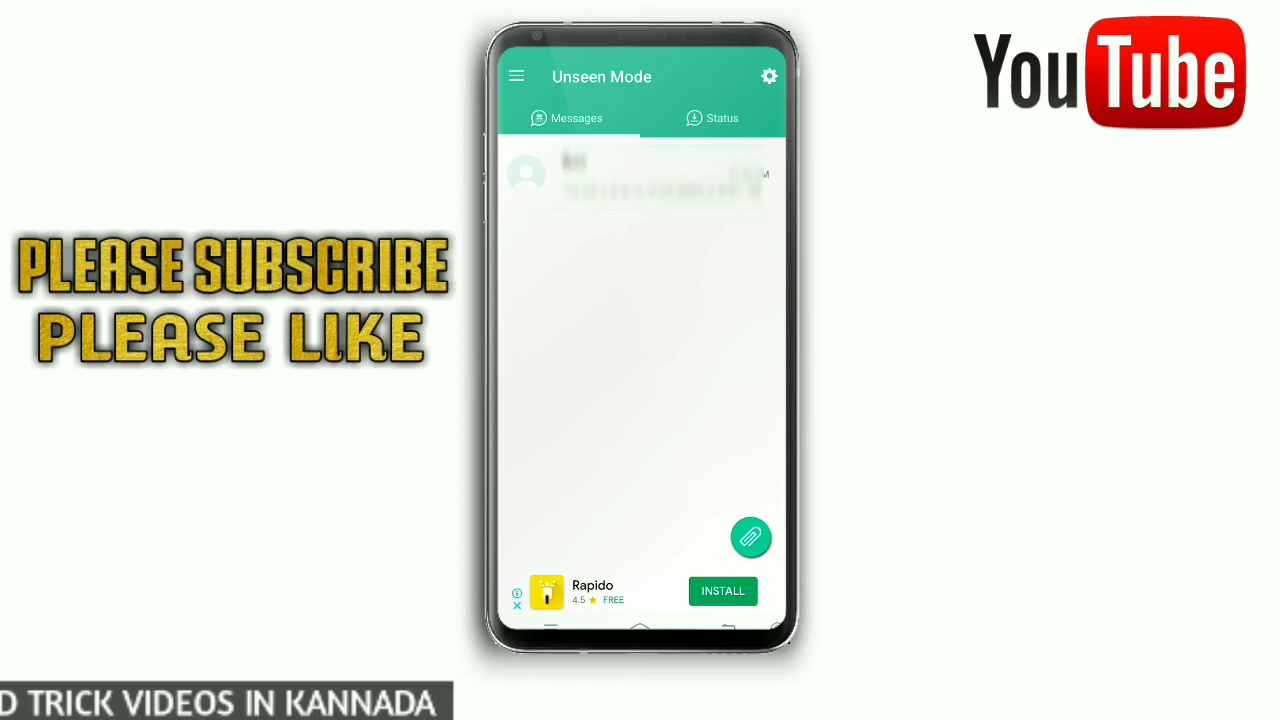 YouTube
Unseen Mode
Messages
Status
PLEASE SUBSCRIBE
PLEASE LIKE
Rapido
4.5 ★ FREE
INSTALL
D TRICK VIDEOS IN KANNADA